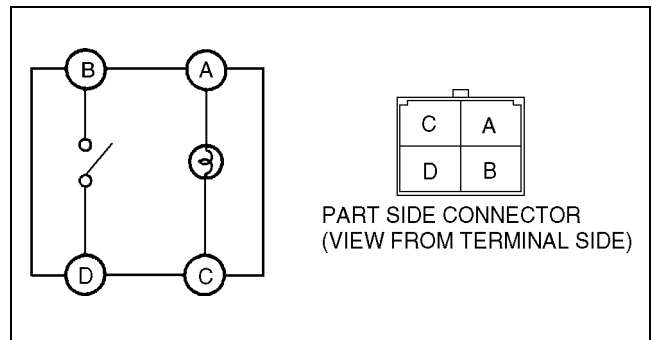 B A
D C
C A
D B
PART SIDE CONNECTOR
(VIEW FROM TERMINAL SIDE)